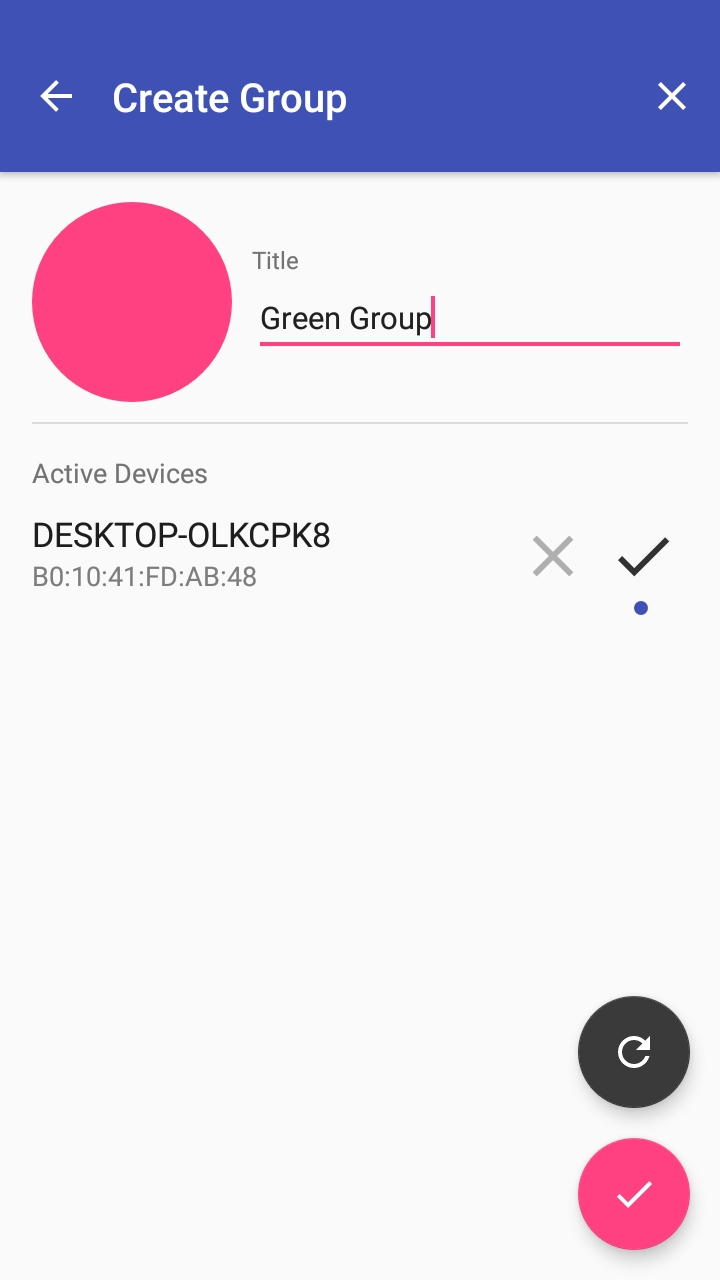 Create Group
Title
Green Group
Active Devices
DESKTOP-OLKCPK8
B0:10:41:FD:AB:48